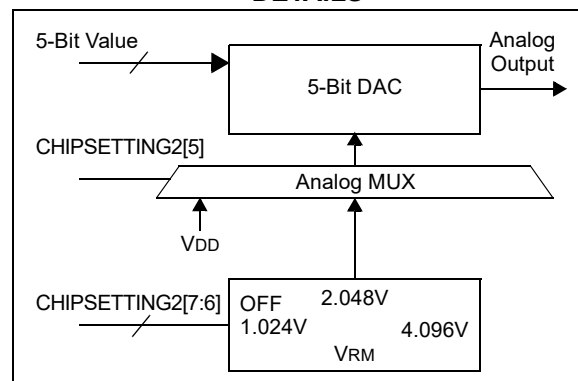 5-Bit Value
Analog
Output
5-Bit DAC
CHIPSETTING2[5]
Analog MUX
VDD
CHIPSETTING2[7:6]
OFF
2.048V
1.024V
4.096V
VRM